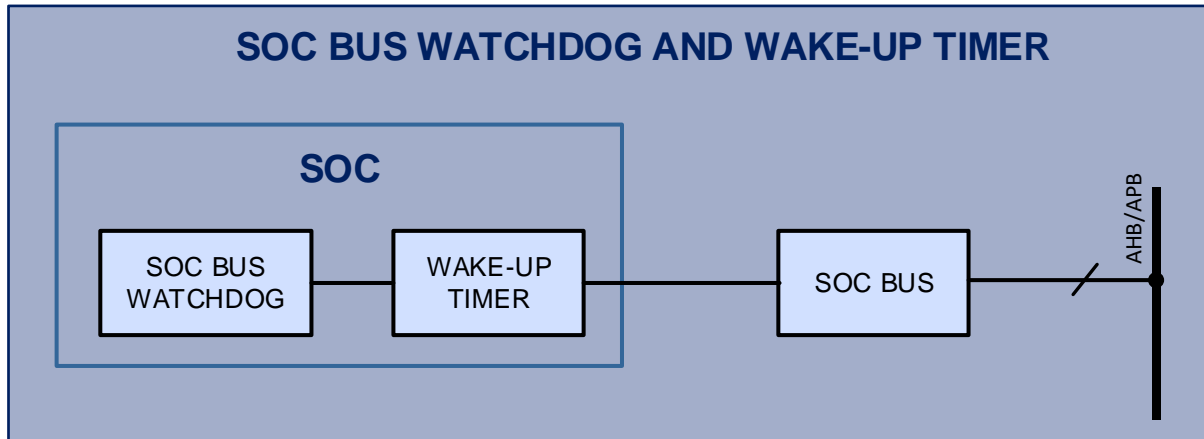 SOC BUS WATCHDOG AND WAKE-UP TIMER
SOC
SOC BUS
WATCHDOG
WAKE-UP
TIMER
SOC BUS
AHB/APB